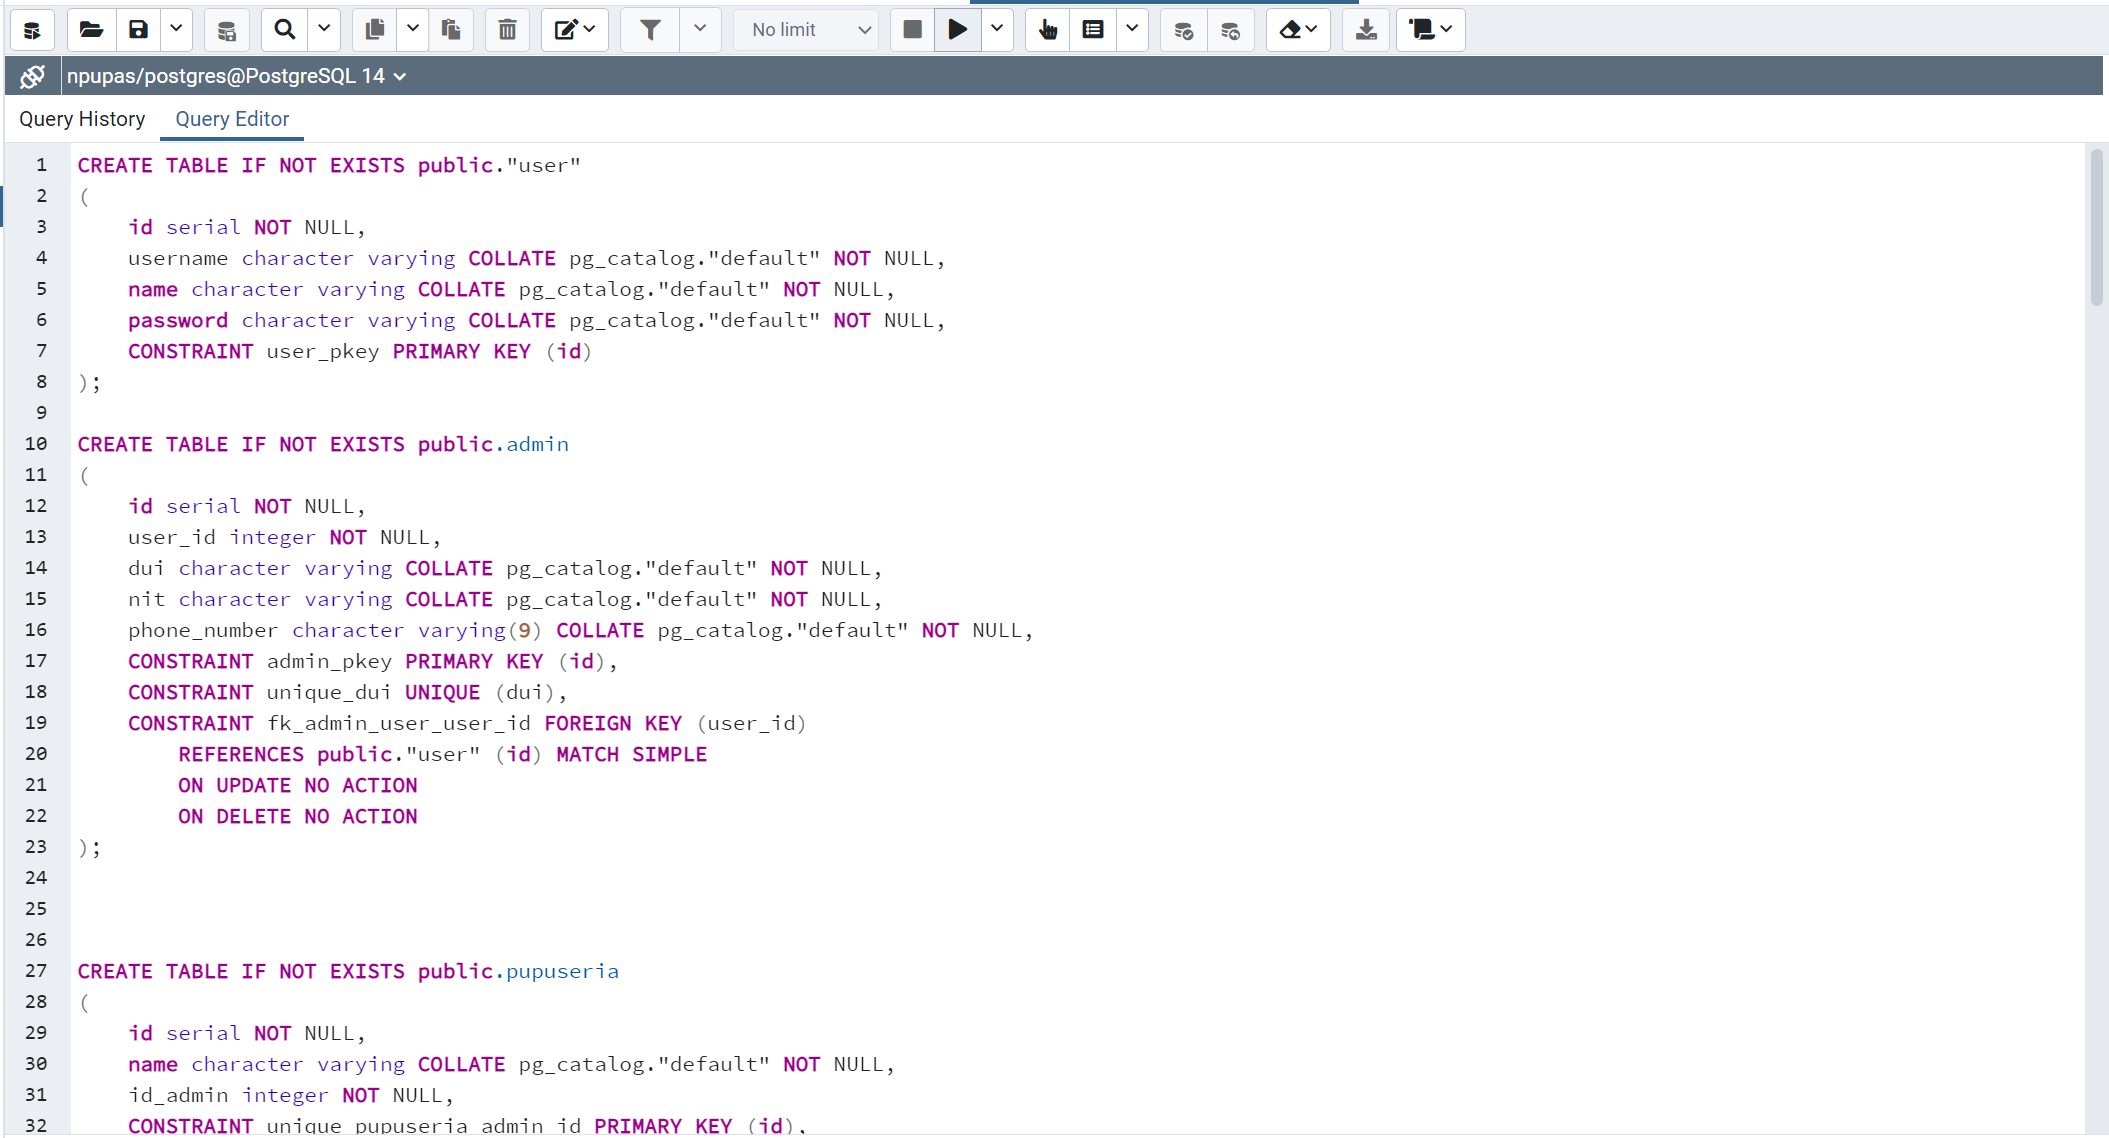 No limit
npupas/postgres@PostgreSQL 14
Query History Query Editor
1 CREATE TABLE IF NOT EXISTS public."user"
2 (
3 id serial NOT NULL,
4 username character varying COLLATE pg_catalog."default" NOT NULL,
5 name character varying COLLATE pg_catalog."default" NOT NULL,
6 password character varying COLLATE pg_catalog."default" NOT NULL,
7 CONSTRAINT user_pkey PRIMARY KEY (id)
8 );
9
10 CREATE TABLE IF NOT EXISTS public.admin
11 (
12 id serial NOT NULL,
13 user_id integer NOT NULL,
14 dui character varying COLLATE pg_catalog."default" NOT NULL,
15 nit character varying COLLATE pg_catalog."default" NOT NULL,
16 phone_number character varying(9) COLLATE pg_catalog."default" NOT NULL,
17 CONSTRAINT admin_pkey PRIMARY KEY (id),
18 CONSTRAINT unique_dui UNIQUE (dui),
19 CONSTRAINT fk_admin_user_user_id FOREIGN KEY (user_id)
20 REFERENCES public."user" (id) MATCH SIMPLE
21 ON UPDATE NO ACTION
22 ON DELETE NO ACTION
23 );
24
25
26
27 CREATE TABLE IF NOT EXISTS public.pupuseria
28 (
29 id serial NOT NULL,
30 name character varying COLLATE pg_catalog."default" NOT NULL,
31 id_admin integer NOT NULL,
32 CONSTRAINT unique_pupuseria_admin_id PRIMARY KEY (id),